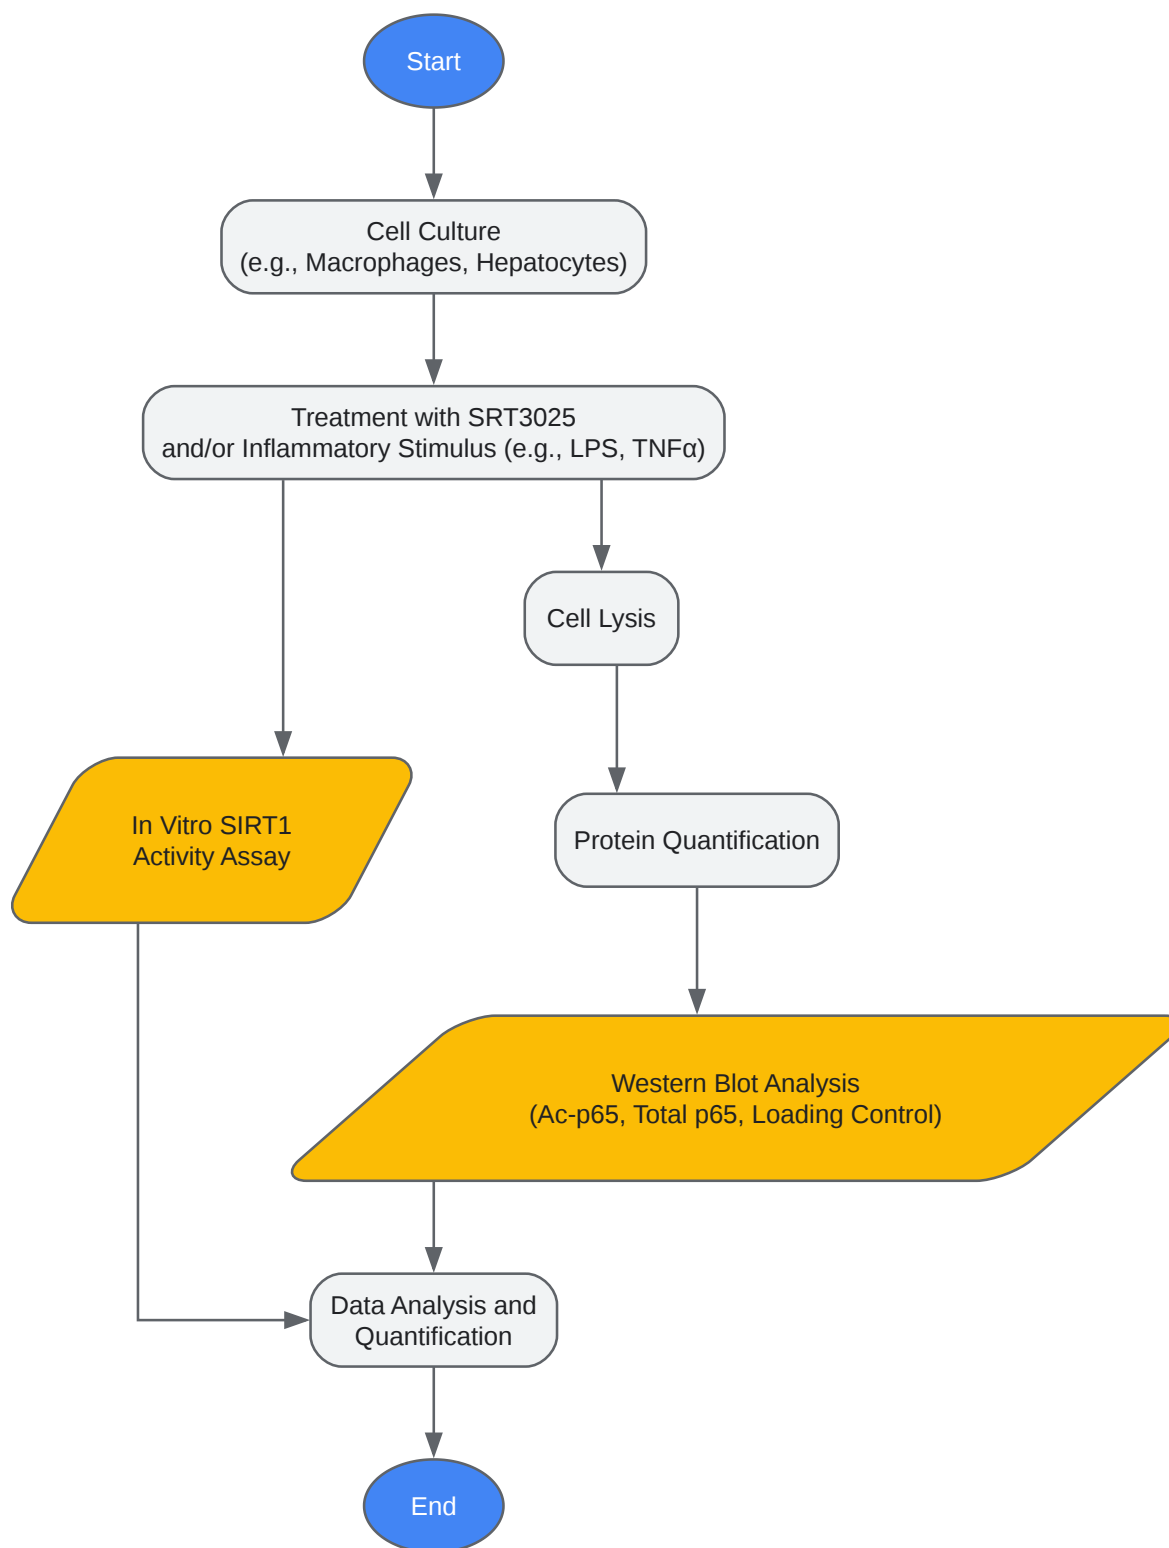 Start
Cell Culture
(e.g., Macrophages, Hepatocytes)
Treatment with SRT3025
and/or Inflammatory Stimulus (e.g., LPS, TNFα)
Cell Lysis
In Vitro SIRT1
Activity Assay
Protein Quantification
Western Blot Analysis
(Ac-p65, Total p65, Loading Control)
Data Analysis and
Quantification
End